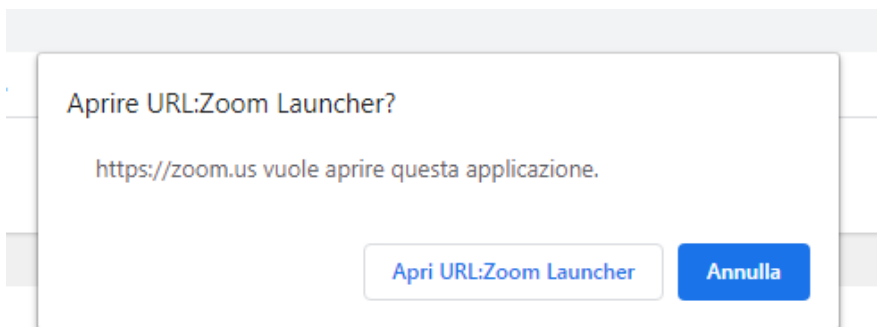 Aprire URL:Zoom Launcher?
https://zoom.us vuole aprire questa applicazione.
Apri URL:Zoom Launcher
Annulla